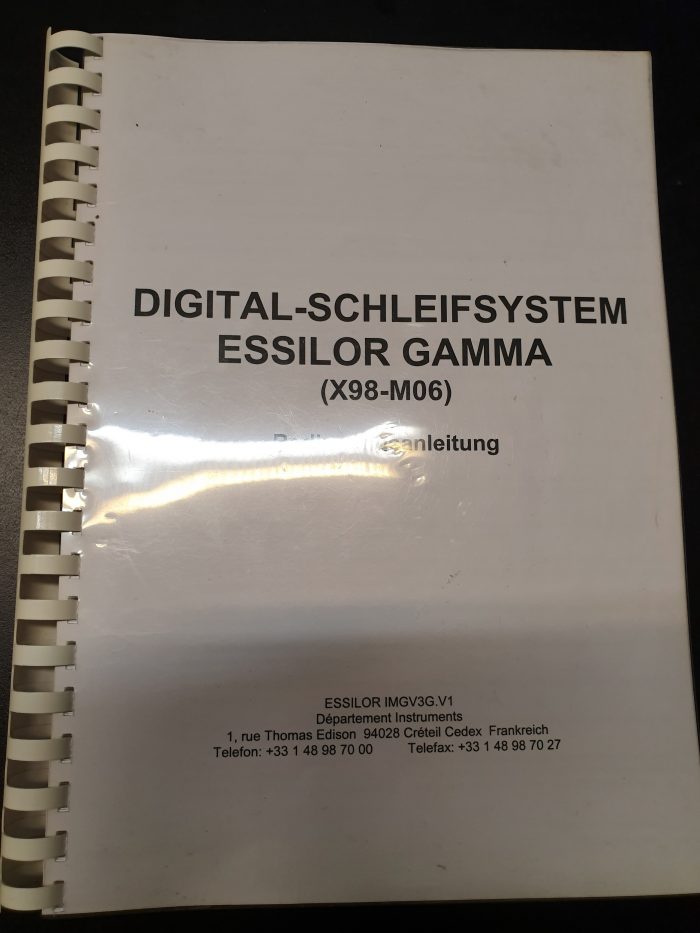 DIGITAL-SCHLEIFSYSTEM
ESSILOR GAMMA
(X98-M06)
Bedienungsanleitung
ESSILOR IMGV3G.V1
Département Instruments
1, rue Thomas Edison 94028 Créteil Cedex Frankreich
Telefon: +33 1 48 98 70 00 Telefax: +33 1 48 98 70 27